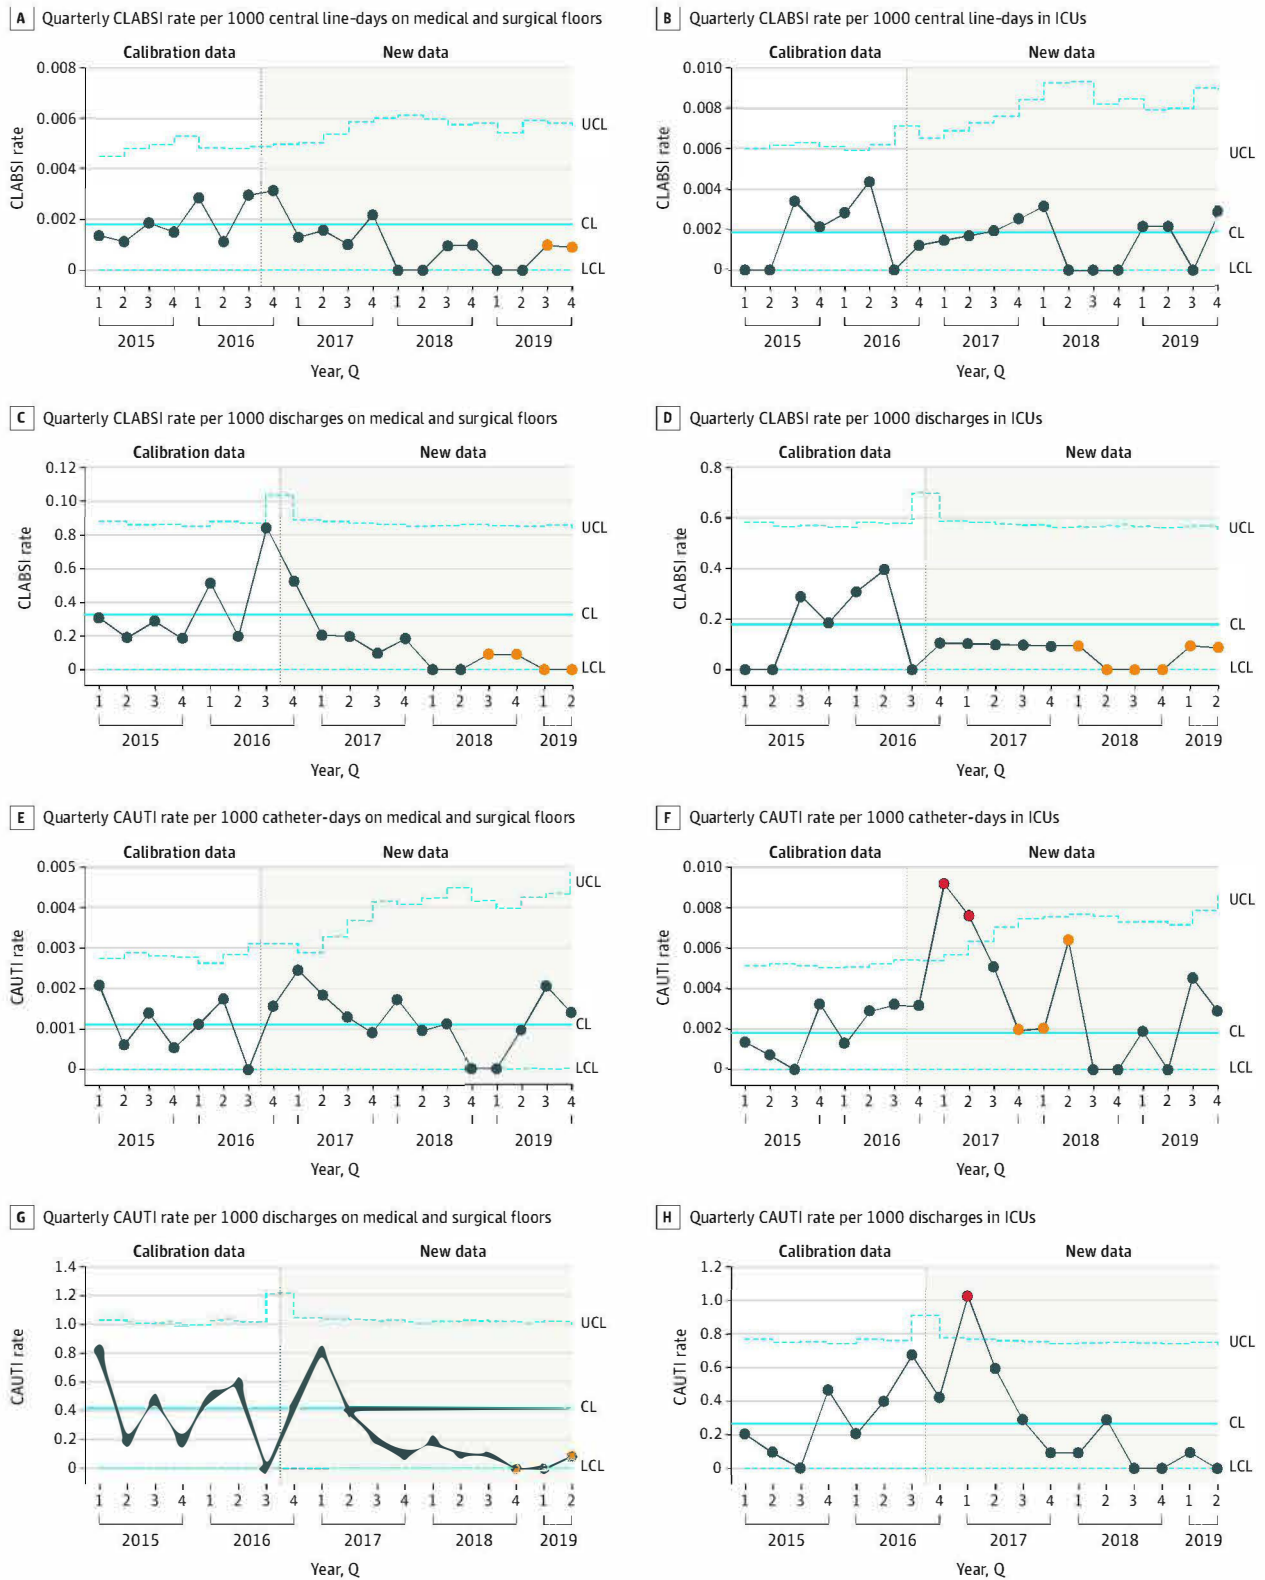 A Quarterly CLABSI rate per 1000 central line-days on medical and surgical floors
Calibration data New data
0.008
0.006
0.004
0.002
0
CLABSI rate
UCL
CL
LCL
1 2 3 4 1 2 3 4 1 2 3 4 1 2 3 4 1 2 3 4
2015 2016 2017 2018 2019
Year, Q
B Quarterly CLABSI rate per 1000 central line-days in ICUs
Calibration data New data
0.010
0.008
0.006
0.004
0.002
0
CLABSI rate
UCL
CL
LCL
1 2 3 4 1 2 3 4 1 2 3 4 1 2 3 4 1 2 3 4
2015 2016 2017 2018 2019
Year, Q
C Quarterly CLABSI rate per 1000 discharges on medical and surgical floors
Calibration data New data
0.12
0.10
0.8
0.6
0.4
0.2
0
CLABSI rate
UCL
CL
LCL
1 2 3 4 1 2 3 4 1 2 3 4 1 2 3 4 1 2
2015 2016 2017 2018 2019
Year, Q
D Quarterly CLABSI rate per 1000 discharges in ICUs
Calibration data New data
0.8
0.6
0.4
0.2
0
CLABSI rate
UCL
CL
LCL
1 2 3 4 1 2 3 4 1 2 3 4 1 2 3 4 1 2
2015 2016 2017 2018 2019
Year, Q
E Quarterly CAUTI rate per 1000 catheter-days on medical and surgical floors
Calibration data New data
0.005
0.004
0.003
0.002
0.001
0
CAUTI rate
UCL
CL
LCL
1 2 3 4 1 2 3 4 1 2 3 4 1 2 3 4 1 2 3 4
2015 2016 2017 2018 2019
Year, Q
F Quarterly CAUTI rate per 1000 catheter-days in ICUs
Calibration data New data
0.010
0.008
0.006
0.004
0.002
0
CAUTI rate
UCL
CL
LCL
1 2 3 4 1 2 3 4 1 2 3 4 1 2 3 4 1 2 3 4
2015 2016 2017 2018 2019
Year, Q
G Quarterly CAUTI rate per 1000 discharges on medical and surgical floors
Calibration data New data
1.4
1.2
1.0
0.8
0.6
0.4
0.2
0
CAUTI rate
UCL
CL
LCL
1 2 3 4 1 2 3 4 1 2 3 4 1 2 3 4 1 2
2015 2016 2017 2018 2019
Year, Q
H Quarterly CAUTI rate per 1000 discharges in ICUs
Calibration data New data
1.2
1.0
0.8
0.6
0.4
0.2
0
CAUTI rate
UCL
CL
LCL
1 2 3 4 1 2 3 4 1 2 3 4 1 2 3 4 1 2
2015 2016 2017 2018 2019
Year, Q